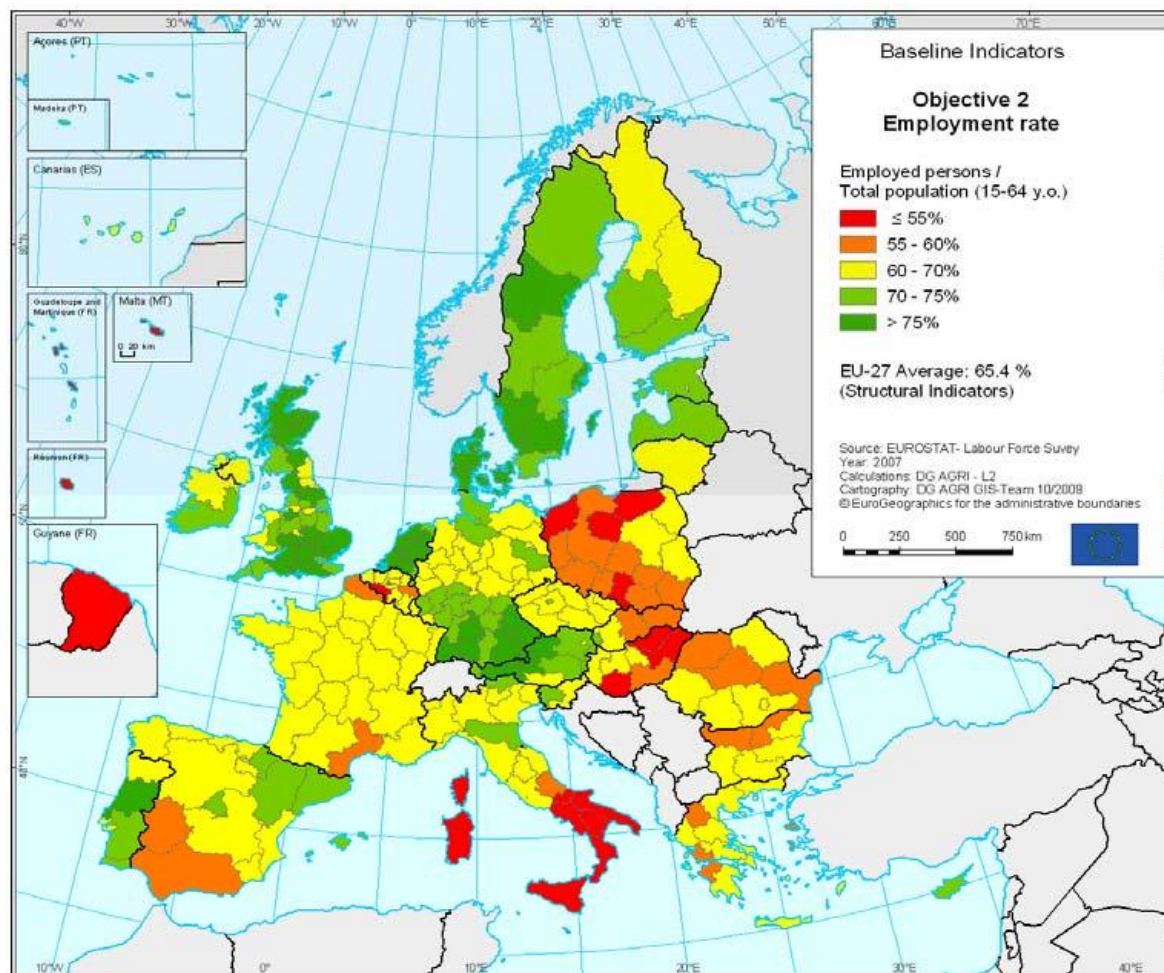 40°W
30°W
20°W
10°W
0°
10°E
20°E
30°E
40°E
50°E
60°E
70°E
Açores (PT)
Madeira (PT)
Canarias (ES)
Guadeloupe and
Martinique (FR)
Malta (MT)
0 20 km
Réunion (FR)
Guyane (FR)
Baseline Indicators
Objective 2
Employment rate
Employed persons /
Total population (15-64 y.o.)
≤ 55%
55 - 60%
60 - 70%
70 - 75%
> 75%
EU-27 Average: 65.4 %
(Structural Indicators)
Source: EUROSTAT- Labour Force Suvey
Year: 2007
Calculations: DG AGRI - L2
Cartography: DG AGRI GIS-Team 10/2008
© EuroGeographics for the administrative boundaries
0 250 500 750 km
40°N
10°W
0°
10°E
20°E
30°E
40°E